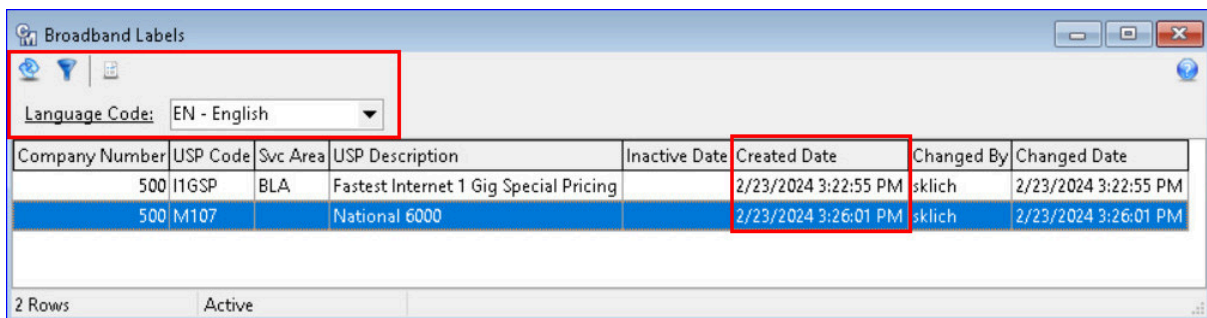 Broadband Labels
Language Code: EN - English
Company Number USP Code Svc Area USP Description Inactive Date Created Date Changed By Changed Date
500 I1GSP BLA Fastest Internet 1 Gig Special Pricing 2/23/2024 3:22:55 PM sklich 2/23/2024 3:22:55 PM
500 M107 National 6000 2/23/2024 3:26:01 PM sklich 2/23/2024 3:26:01 PM
2 Rows Active